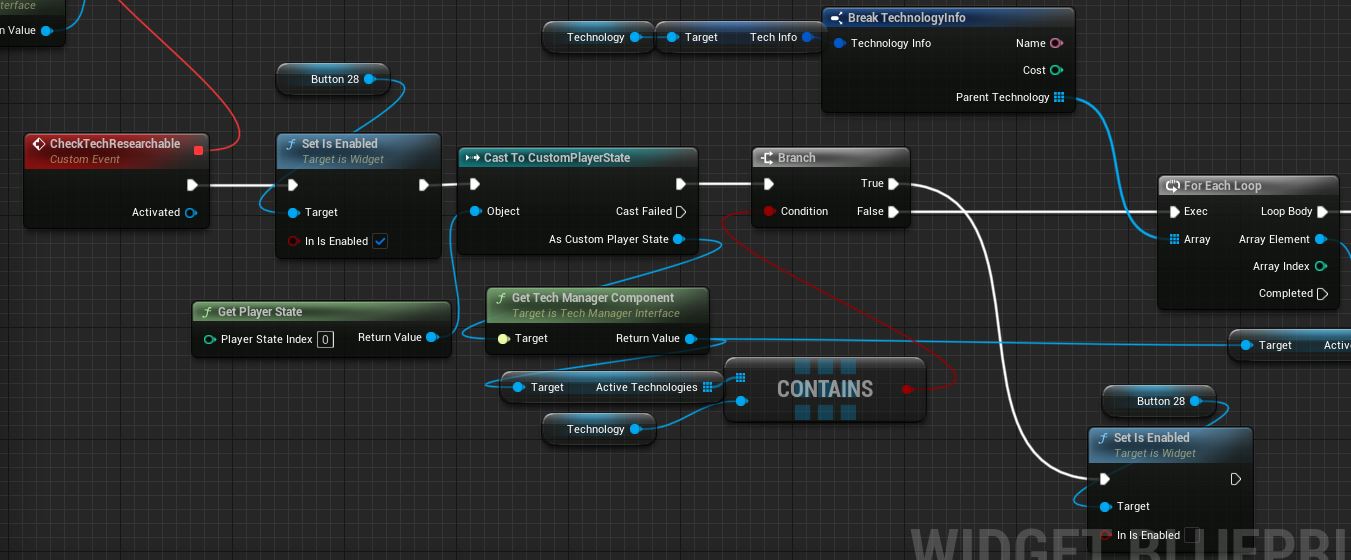 terface
n Value
Technology
Target Tech Info
Break TechnologyInfo
Technology Info Name
Cost
Parent Technology
Button 28
CheckTechResearchable
Custom Event
Activated
Set Is Enabled
Target is Widget
Target
In Is Enabled
Cast To CustomPlayerState
Object Cast Failed
As Custom Player State
Branch
True
Condition False
For Each Loop
Exec Loop Body
Array Array Element
Array Index
Completed
Get Player State
Player State Index 0 Return Value
Get Tech Manager Component
Target is Tech Manager Interface
Target Return Value
Target Activ
Target Active Technologies
CONTAINS
Technology
Button 28
Set Is Enabled
Target is Widget
Target
In Is Enabled
WIDGET BLUEPRI